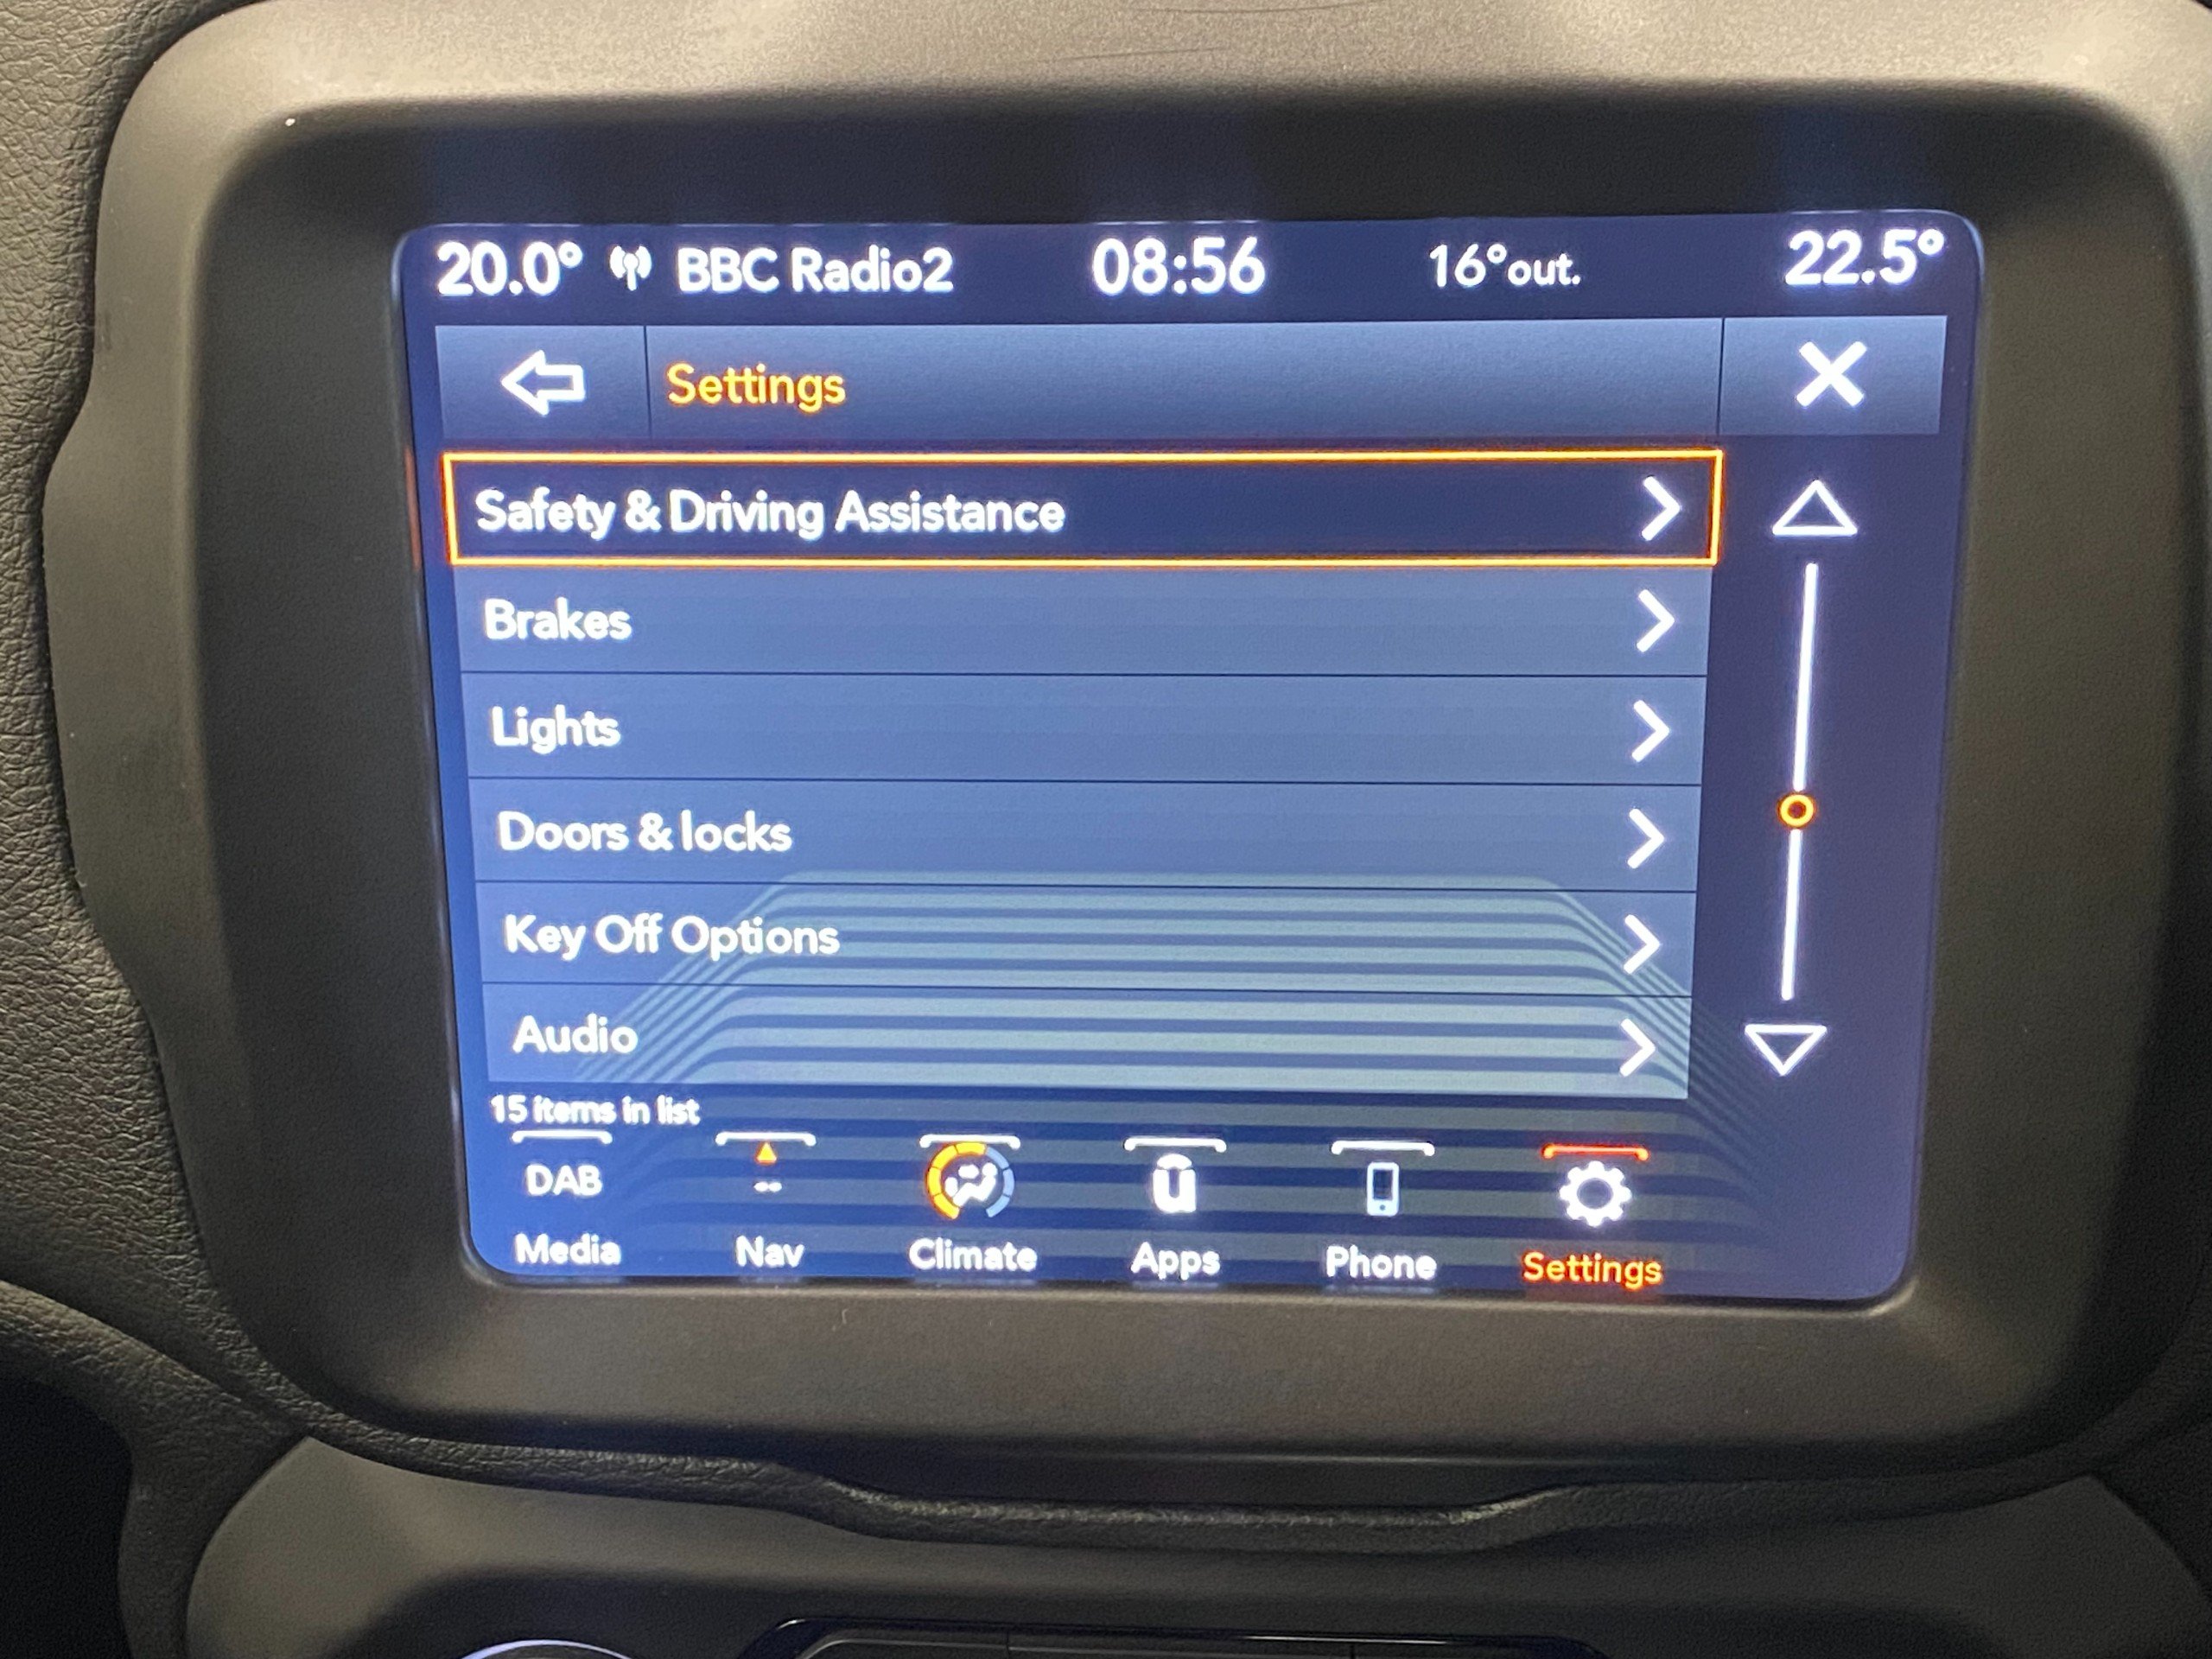 20.0° BBC Radio2 08:56 16°out. 22.5°
Settings
Safety & Driving Assistance
Brakes
Lights
Doors & locks
Key Off Options
Audio
15 items in list
DAB -- u
Media Nav Climate Apps Phone Settings